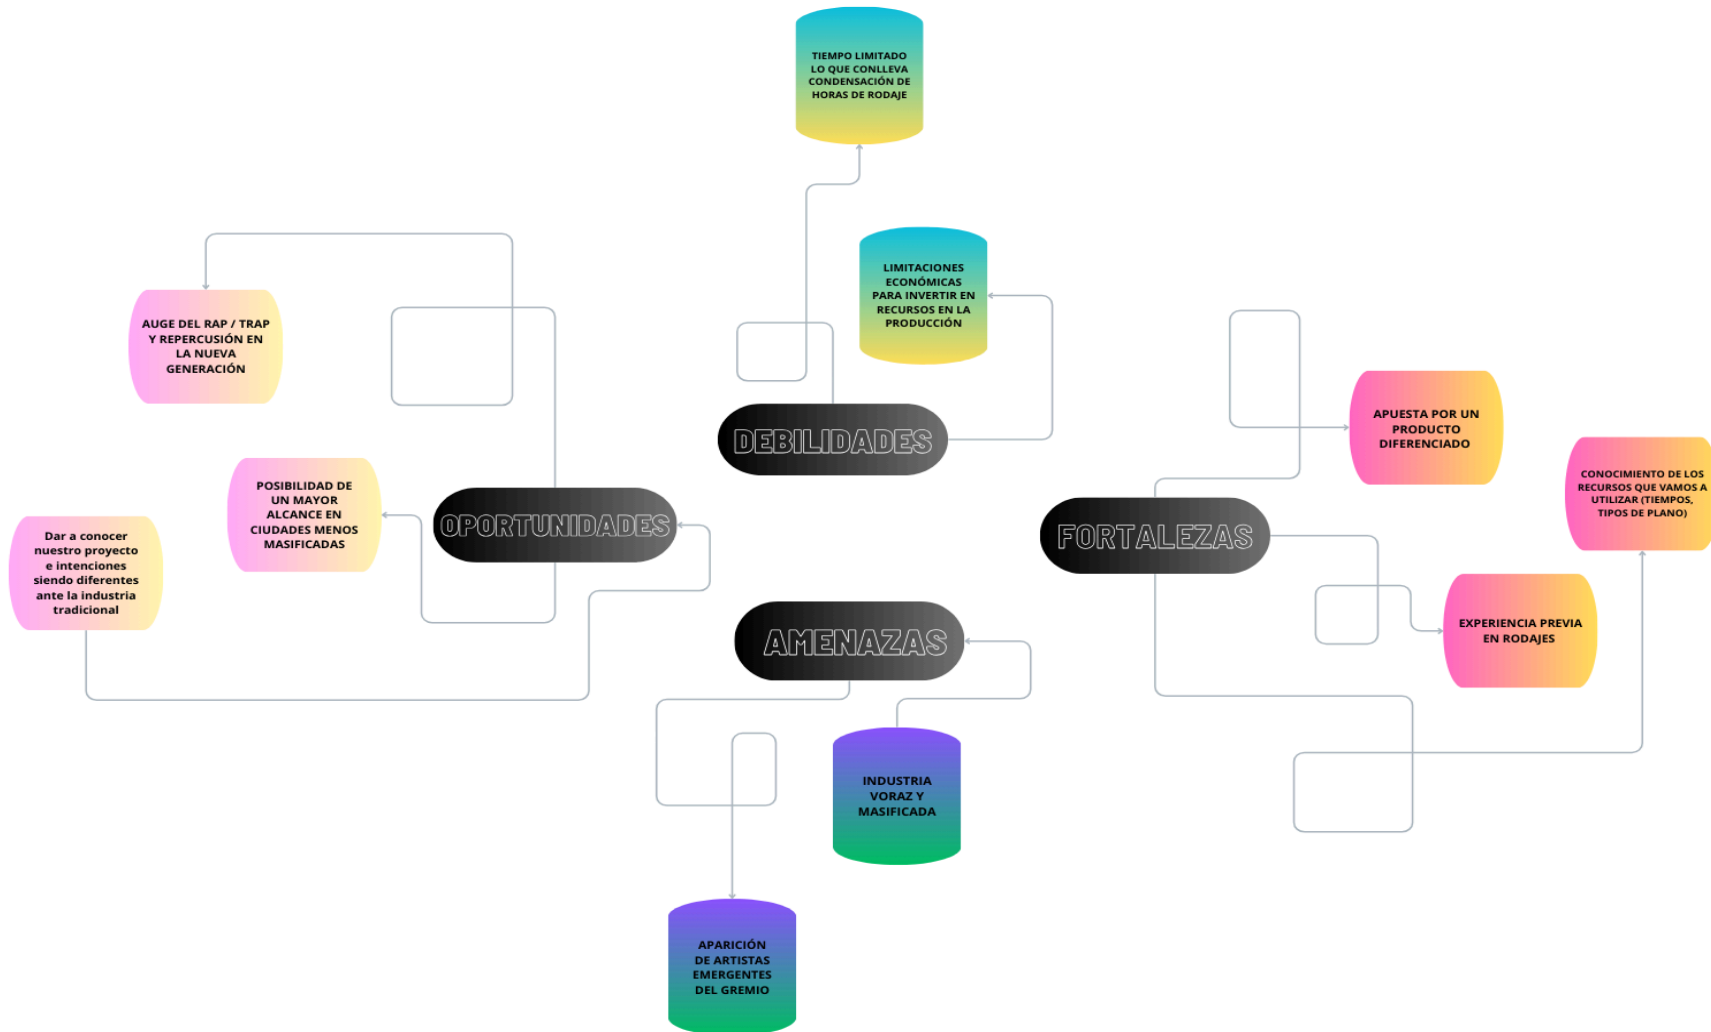 TIEMPO LIMITADO
LO QUE CONLLEVA
CONDENSACIÓN DE
HORAS DE RODAJE
LIMITACIONES
ECONÓMICAS
PARA INVERTIR EN
RECURSOS EN LA
PRODUCCIÓN
DEBILIDADES
AUGE DEL RAP / TRAP
Y REPERCUSIÓN EN
LA NUEVA
GENERACIÓN
POSIBILIDAD DE
UN MAYOR
ALCANCE EN
CIUDADES MENOS
MASIFICADAS
Dar a conocer
nuestro proyecto
e intenciones
siendo diferentes
ante la industria
tradicional
OPORTUNIDADES
FORTALEZAS
APUESTA POR UN
PRODUCTO
DIFERENCIADO
CONOCIMIENTO DE LOS
RECURSOS QUE VAMOS A
UTILIZAR (TIEMPOS,
TIPOS DE PLANO)
EXPERIENCIA PREVIA
EN RODAJES
AMENAZAS
INDUSTRIA
VORAZ Y
MASIFICADA
APARICIÓN
DE ARTISTAS
EMERGENTES
DEL GREMIO